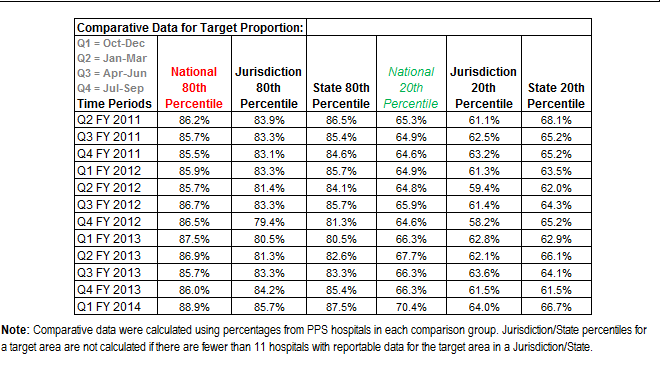 Comparative Data for Target Proportion:
Q1 = Oct-Dec
Q2 = Jan-Mar
Q3 = Apr-Jun
Q4 = Jul-Sep
Time Periods National 80th Percentile Jurisdiction 80th Percentile State 80th Percentile National 20th Percentile Jurisdiction 20th Percentile State 20th Percentile
Q2 FY 2011 86.2% 83.9% 86.5% 65.3% 61.1% 68.1%
Q3 FY 2011 85.7% 83.3% 85.4% 64.9% 62.5% 65.2%
Q4 FY 2011 85.5% 83.1% 84.6% 64.6% 63.2% 65.2%
Q1 FY 2012 85.9% 83.3% 85.7% 64.9% 61.3% 63.5%
Q2 FY 2012 85.7% 81.4% 84.1% 64.8% 59.4% 62.0%
Q3 FY 2012 86.7% 83.3% 85.7% 65.9% 61.4% 64.3%
Q4 FY 2012 86.5% 79.4% 81.3% 64.6% 58.2% 65.2%
Q1 FY 2013 87.5% 80.5% 80.5% 66.3% 62.8% 62.9%
Q2 FY 2013 86.9% 81.3% 82.6% 67.7% 62.1% 66.1%
Q3 FY 2013 85.7% 83.3% 83.3% 66.3% 63.6% 64.1%
Q4 FY 2013 86.0% 84.2% 85.4% 66.3% 61.5% 61.5%
Q1 FY 2014 88.9% 85.7% 87.5% 70.4% 64.0% 66.7%
Note: Comparative data were calculated using percentages from PPS hospitals in each comparison group. Jurisdiction/State percentiles for
a target area are not calculated if there are fewer than 11 hospitals with reportable data for the target area in a Jurisdiction/State.